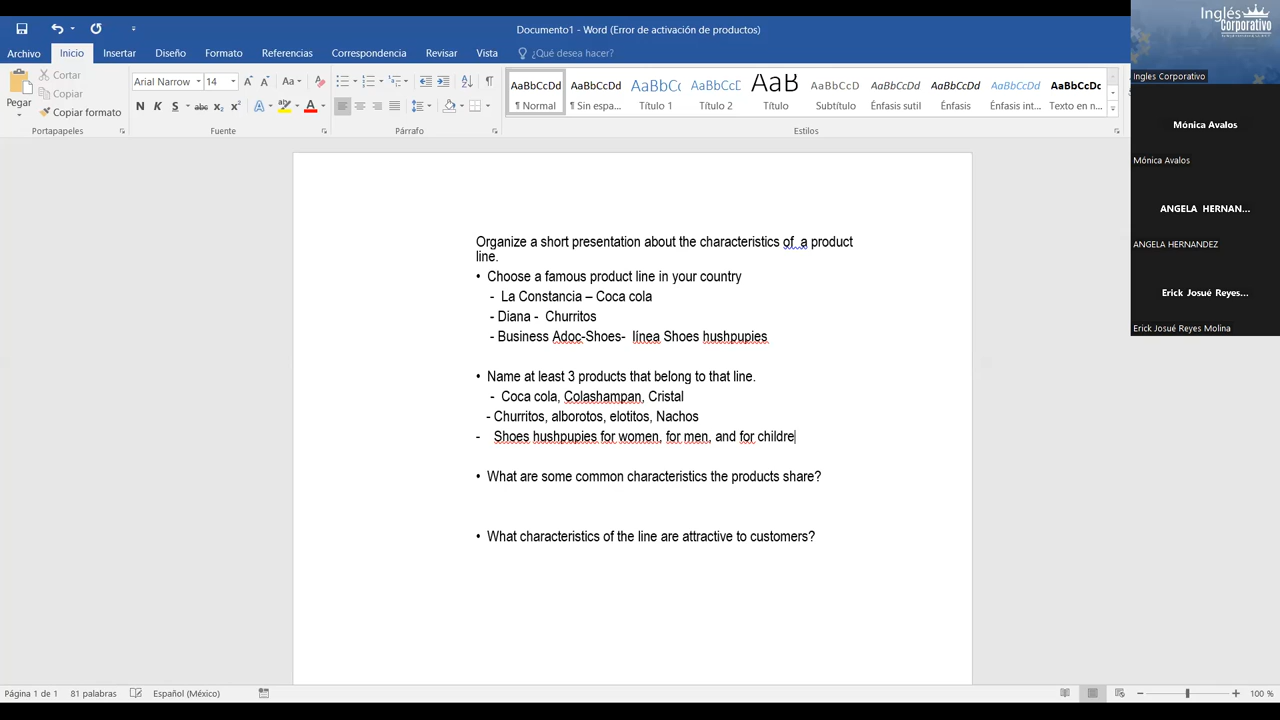 Documento1 - Word (Error de activación de productos)
Archivo Inicio Insertar Diseño Formato Referencias Correspondencia Revisar Vista ¿Qué desea hacer?
Pegar
Cortar
Copiar
Copiar formato
Portapapeles
Arial Narrow 14
Aa
N K S abc x₂ x²
Fuente
Párrafo
AaBbCcDd AaBbCcDd AaBbCc AaBbCcD AaB AaBbCcD AaBbCcDd AaBbCcDd AaBbCcDd AaBbCcDc
¶ Normal ¶ Sin espa... Título 1 Título 2 Título Subtítulo Énfasis sutil Énfasis Énfasis int... Texto en n...
Estilos
Inglés
Corporativo
Ingles Corporativo
Mónica Avalos
Mónica Avalos
ANGELA HERNAN...
ANGELA HERNANDEZ
Erick Josué Reyes...
Erick Josué Reyes Molina
Organize a short presentation about the characteristics of a product
line.
• Choose a famous product line in your country
- La Constancia – Coca cola
- Diana - Churritos
- Business Adoc-Shoes- línea Shoes hushpupies
• Name at least 3 products that belong to that line.
- Coca cola, Colashampan, Cristal
- Churritos, alborotos, elotitos, Nachos
- Shoes hushpupies for women, for men, and for childre
• What are some common characteristics the products share?
• What characteristics of the line are attractive to customers?
Página 1 de 1 81 palabras Español (México) 100 %